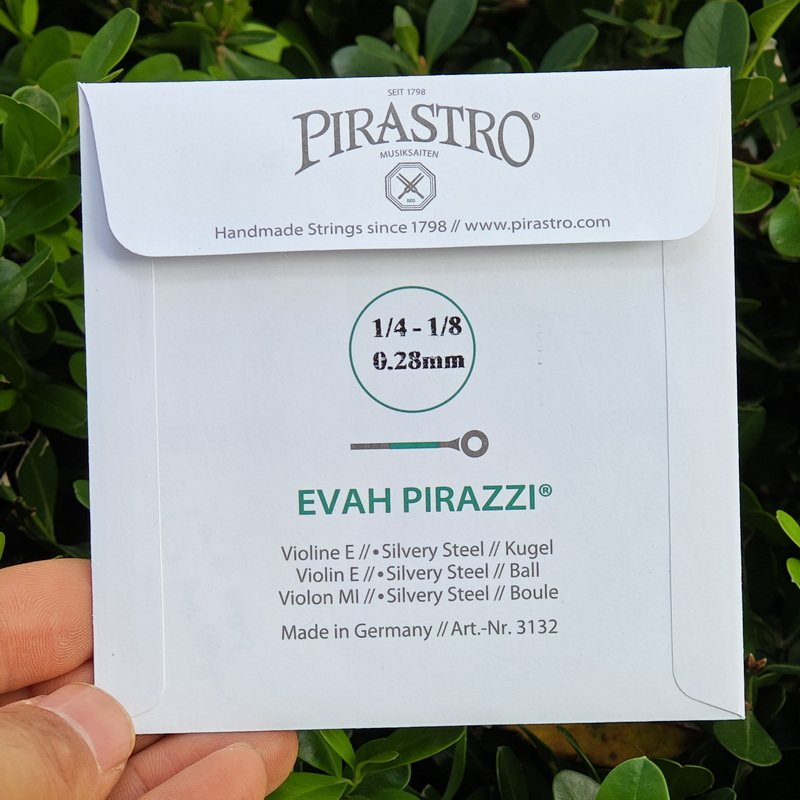 SEIT 1798
PIRASTRO®
MUSIKSAITEN
REG
Handmade Strings since 1798 // www.pirastro.com
1/4 - 1/8
0.28mm
EVAH PIRAZZI®
Violine E // • Silvery Steel // Kugel
Violin E // • Silvery Steel // Ball
Violon MI // • Silvery Steel // Boule
Made in Germany // Art.-Nr. 3132